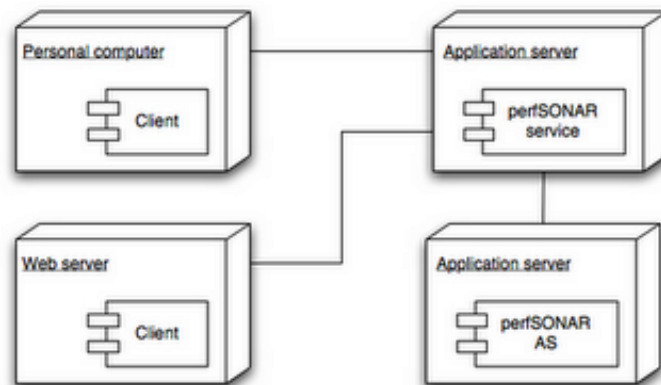 Personal computer
Client
Application server
perfSONAR
service
Web server
Client
Application server
perfSONAR
AS